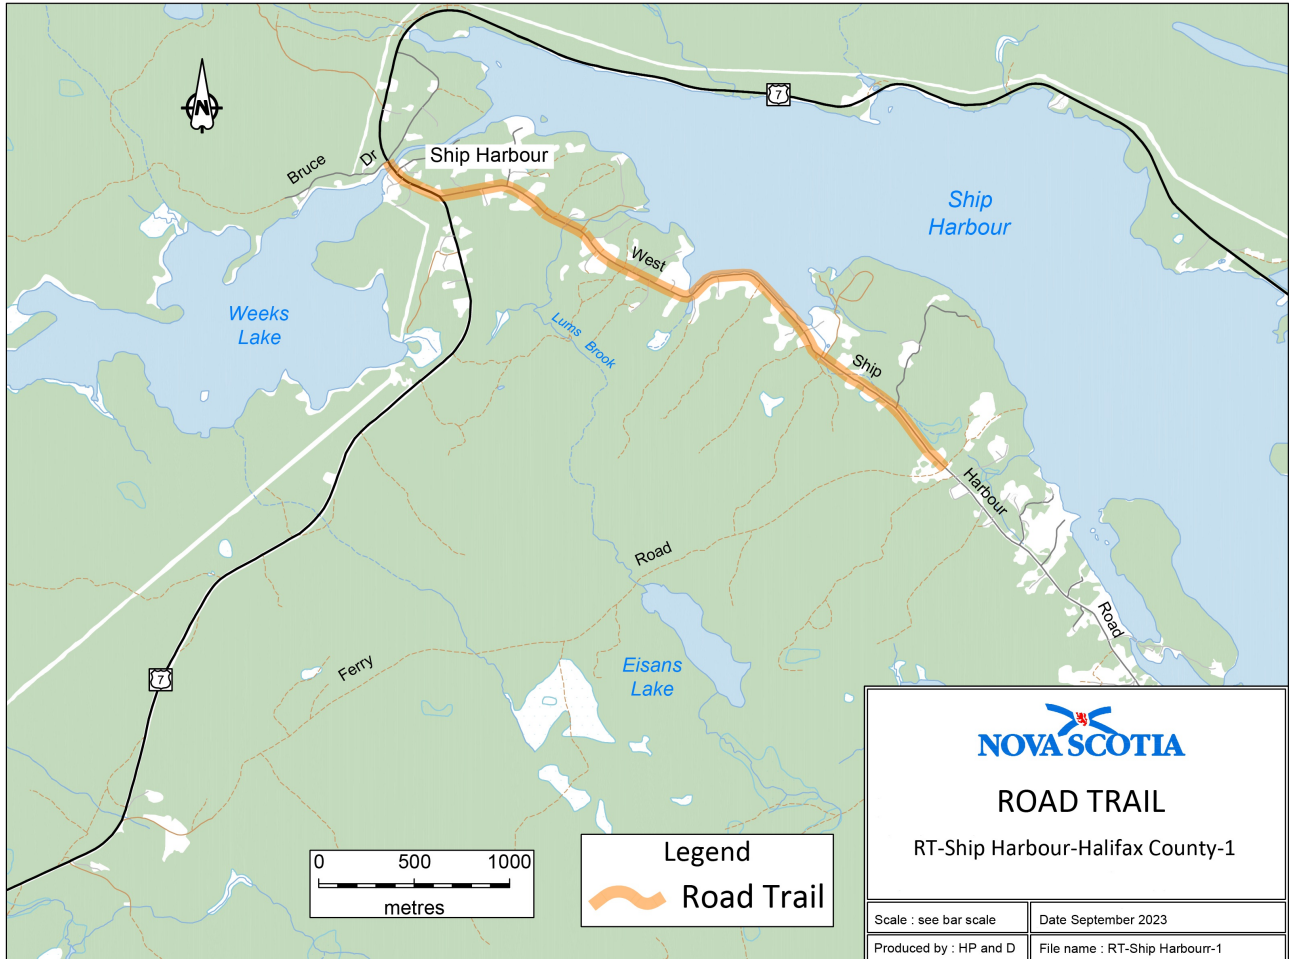 7
N
Bruce Dr
Ship Harbour
Ship
Harbour
West
Weeks
Lake
Lums Brook
Ship
Harbour
Road
Road
Ferry
Eisans
Lake
7
0 500 1000
metres
Legend
Road Trail
NOVA SCOTIA
ROAD TRAIL
RT-Ship Harbour-Halifax County-1
Scale : see bar scale
Date September 2023
Produced by : HP and D
File name : RT-Ship Harbourr-1